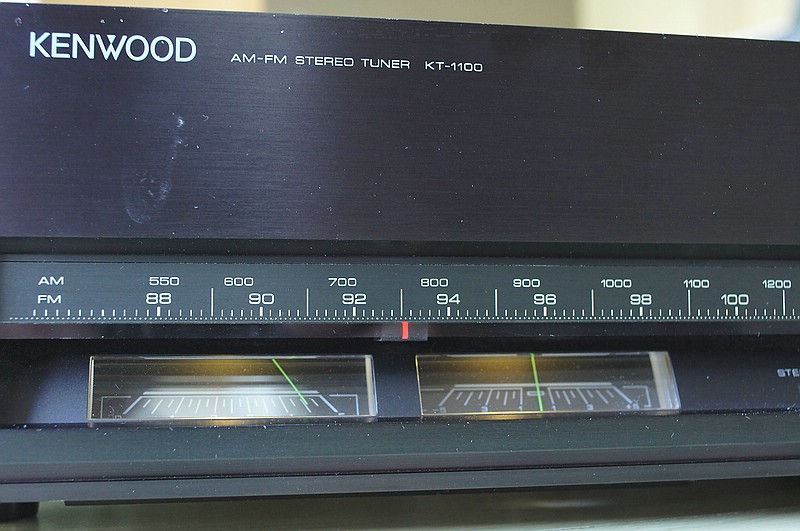 KENWOOD AM-FM STEREO TUNER KT-1100
AM 550 600 700 800 900 1000 1100 1200
FM 88 90 92 94 96 98 100